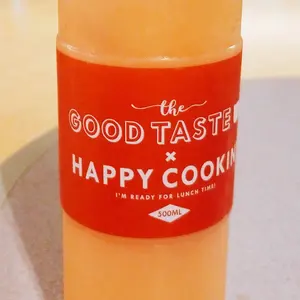 the
GOOD TASTE
×
HAPPY COOKIN
I'M READY FOR LUNCH TIME!
500ML